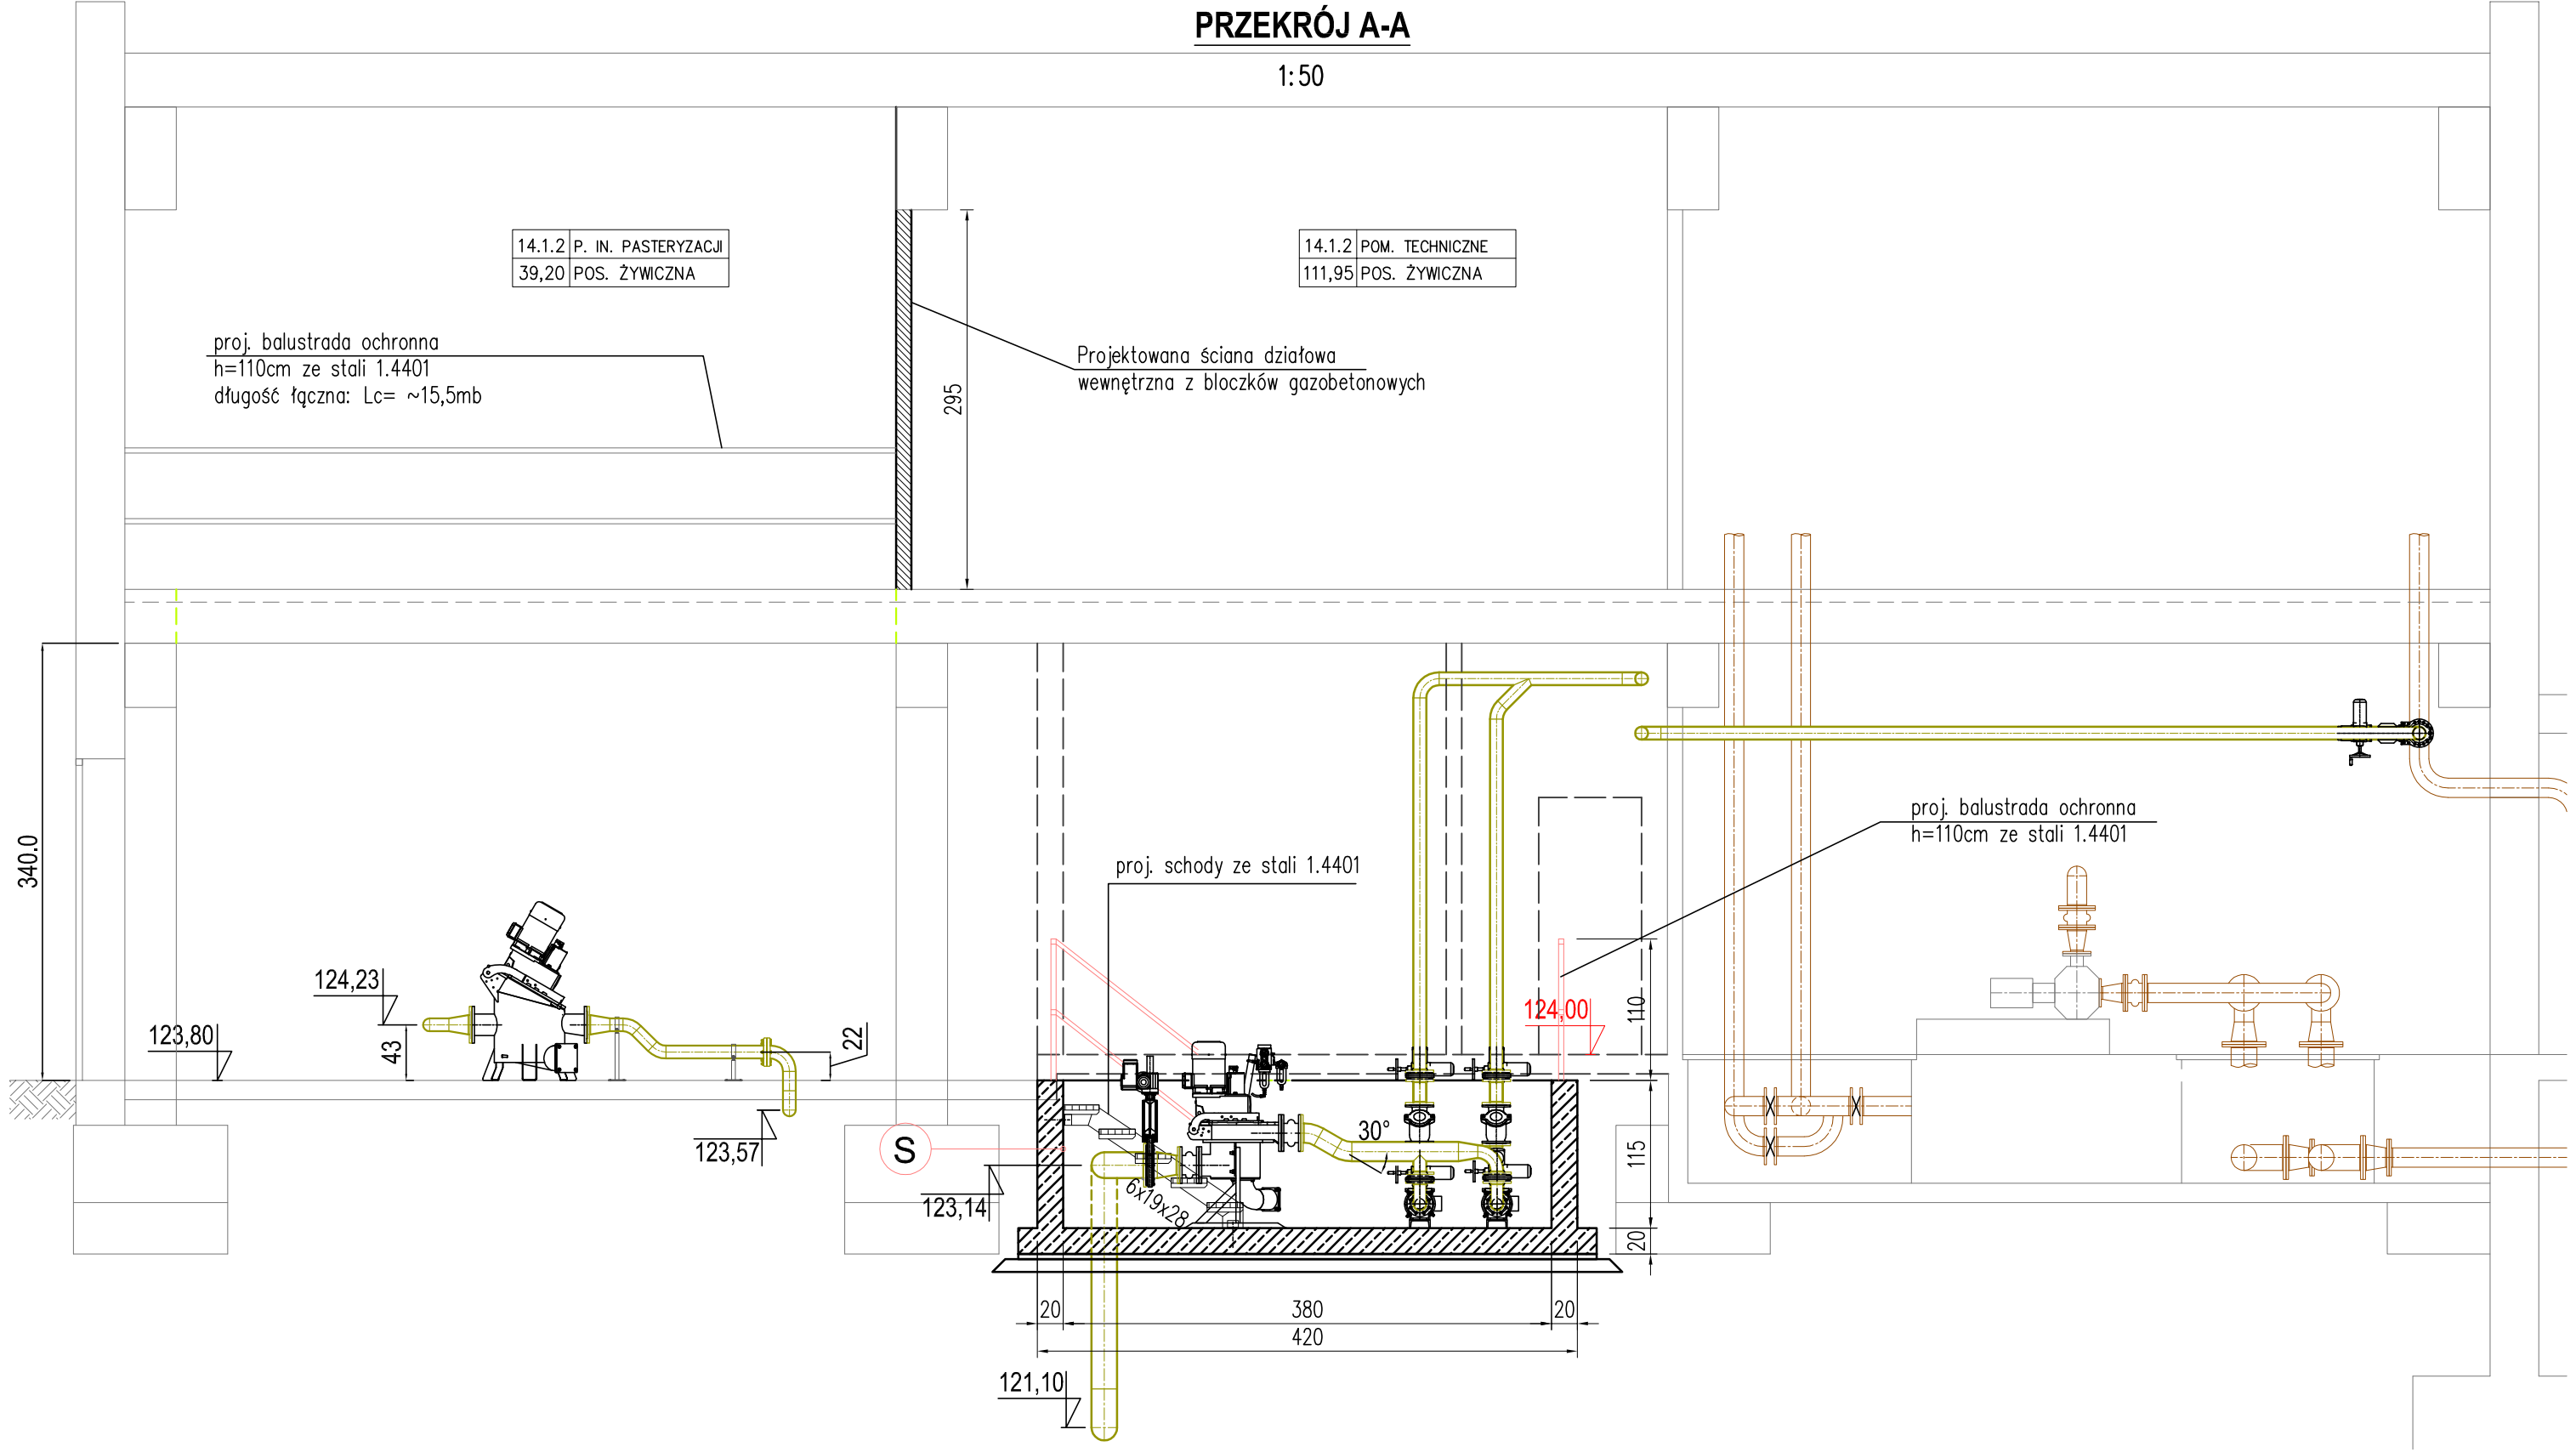 PRZEKRÓJ A-A
1:50
14.1.2 P. IN. PASTERYZACJI
39,20 POS. ŻYWICZNA
14.1.2 POM. TECHNICZNE
111,95 POS. ŻYWICZNA
proj. balustrada ochronna
h=110cm ze stali 1.4401
długość łączna: Lc= ~15,5mb
Projektowana ściana działowa
wewnętrzna z bloczków gazobetonowych
295
340.0
proj. balustrada ochronna
h=110cm ze stali 1.4401
proj. schody ze stali 1.4401
124,23
123,80
43
22
124,00
110
123,57
S
30°
115
123,14
6x19x28
20
20
380
20
420
121,10